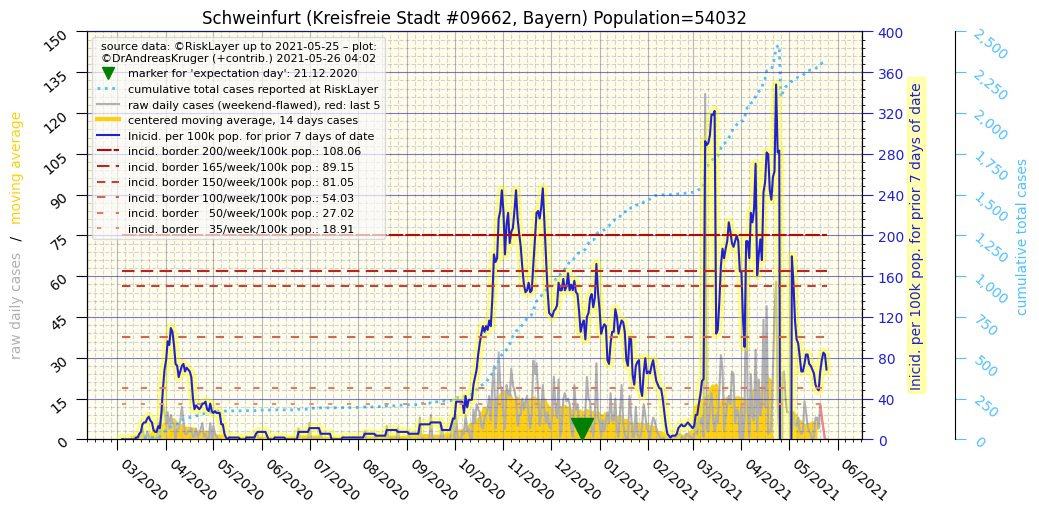 Schweinfurt (Kreisfreie Stadt #09662, Bayern) Population=54032
source data: ©RiskLayer up to 2021-05-25 – plot:
©DrAndreasKruger (+contrib.) 2021-05-26 04:02
marker for 'expectation day': 21.12.2020
cumulative total cases reported at RiskLayer
raw daily cases (weekend-flawed), red: last 5
centered moving average, 14 days cases
Inicid. per 100k pop. for prior 7 days of date
incid. border 200/week/100k pop.: 108.06
incid. border 165/week/100k pop.: 89.15
incid. border 150/week/100k pop.: 81.05
incid. border 100/week/100k pop.: 54.03
incid. border   50/week/100k pop.: 27.02
incid. border   35/week/100k pop.: 18.91
raw daily cases / moving average
150
135
120
105
90
75
60
45
30
15
0
400
360
320
280
240
200
160
120
80
40
0
Inicid. per 100k pop. for prior 7 days of date
2,500
2,250
2,000
1,750
1,500
1,250
1,000
750
500
250
0
cumulative total cases
03/2020
04/2020
05/2020
06/2020
07/2020
08/2020
09/2020
10/2020
11/2020
12/2020
01/2021
02/2021
03/2021
04/2021
05/2021
06/2021